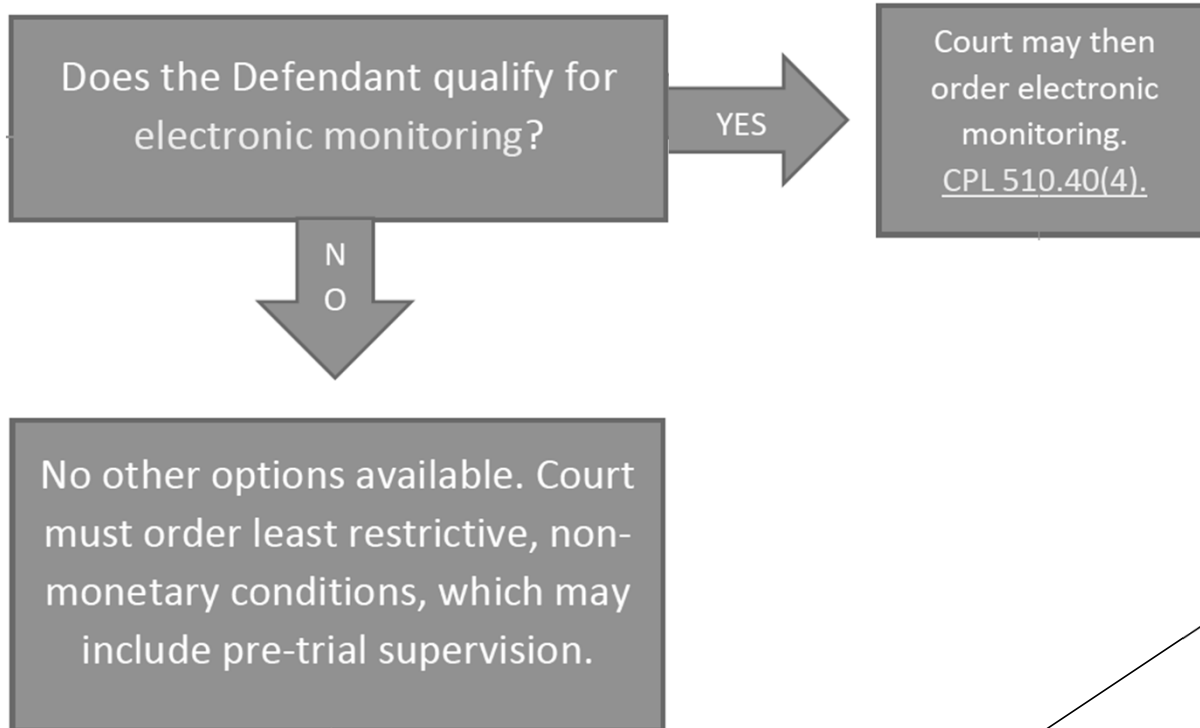 Does the Defendant qualify for
electronic monitoring?
YES
Court may then
order electronic
monitoring.
CPL 510.40(4).
N
O
No other options available. Court
must order least restrictive, non-
monetary conditions, which may
include pre-trial supervision.